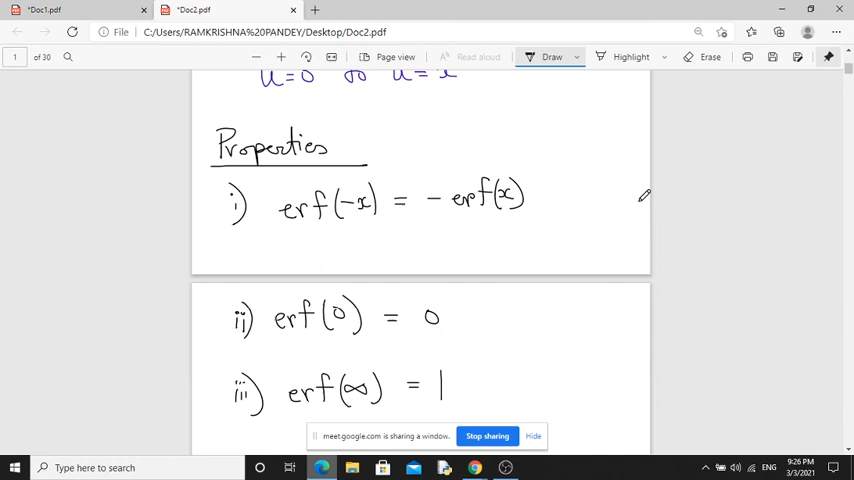 *Doc1.pdf
*Doc2.pdf
File C:/Users/RAMKRISHNA%20PANDEY/Desktop/Doc2.pdf
1 of 30
Page view
Read aloud
Draw
Highlight
Erase
u=0 to u=x
Properties
i) erf(-x) = - erf(x)
ii) erf(0) = 0
iii) erf(∞) = 1
meet.google.com is sharing a window.
Stop sharing
Hide
Type here to search
ENG
9:26 PM
3/3/2021